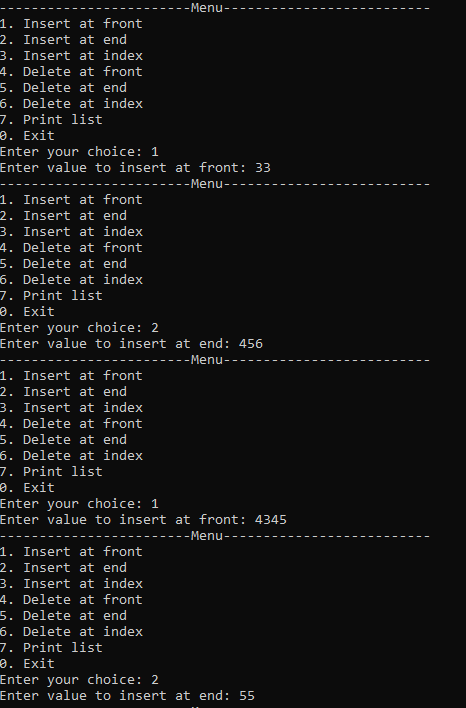 ------------------------Menu--------------------------
1. Insert at front
2. Insert at end
3. Insert at index
4. Delete at front
5. Delete at end
6. Delete at index
7. Print list
0. Exit
Enter your choice: 1
Enter value to insert at front: 33
------------------------Menu--------------------------
1. Insert at front
2. Insert at end
3. Insert at index
4. Delete at front
5. Delete at end
6. Delete at index
7. Print list
0. Exit
Enter your choice: 2
Enter value to insert at end: 456
------------------------Menu--------------------------
1. Insert at front
2. Insert at end
3. Insert at index
4. Delete at front
5. Delete at end
6. Delete at index
7. Print list
0. Exit
Enter your choice: 1
Enter value to insert at front: 4345
------------------------Menu--------------------------
1. Insert at front
2. Insert at end
3. Insert at index
4. Delete at front
5. Delete at end
6. Delete at index
7. Print list
0. Exit
Enter your choice: 2
Enter value to insert at end: 55